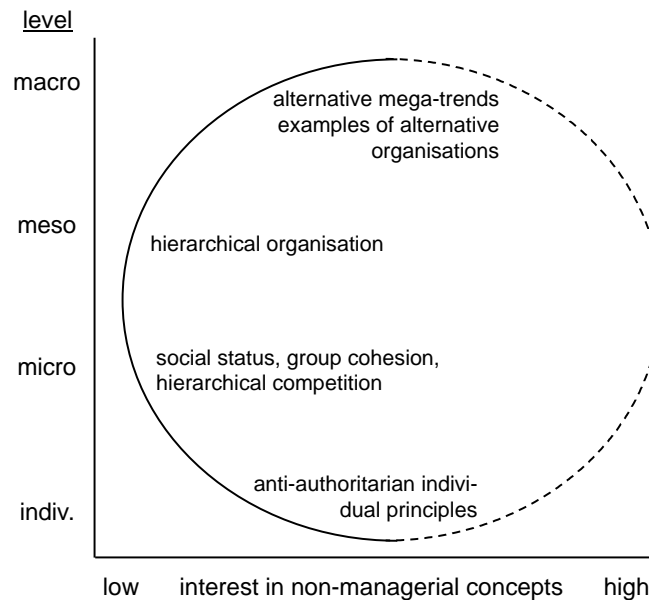 level
macro
alternative mega-trends
examples of alternative
organisations
meso
hierarchical organisation
micro
social status, group cohesion,
hierarchical competition
anti-authoritarian indivi-
dual principles
indiv.
low interest in non-managerial concepts high